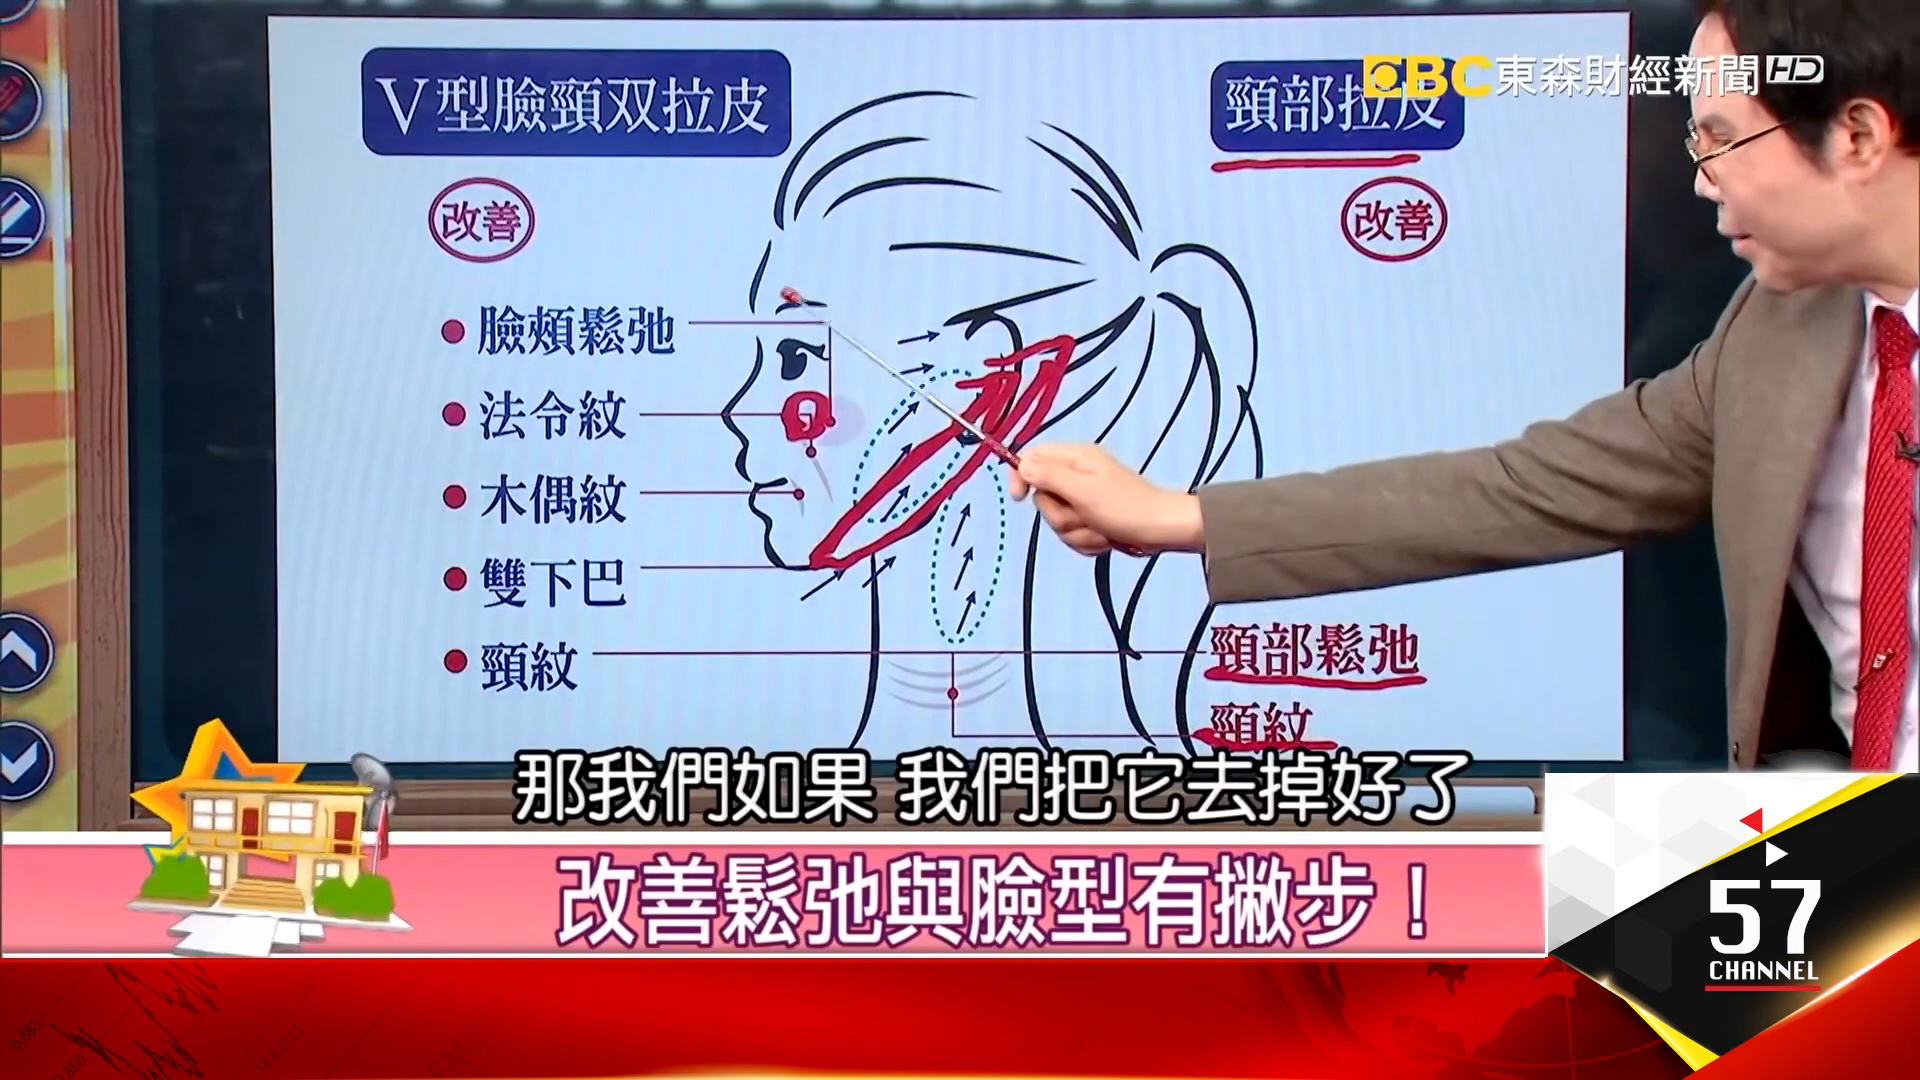 V型臉頸双拉皮
頸部拉皮
EBC東森財經新聞HD
改善
改善
臉頰鬆弛
法令紋
木偶紋
雙下巴
頸紋
頸部鬆弛
頸紋
那我們如果 我們把它去掉好了
改善鬆弛與臉型有撇步!
57
CHANNEL